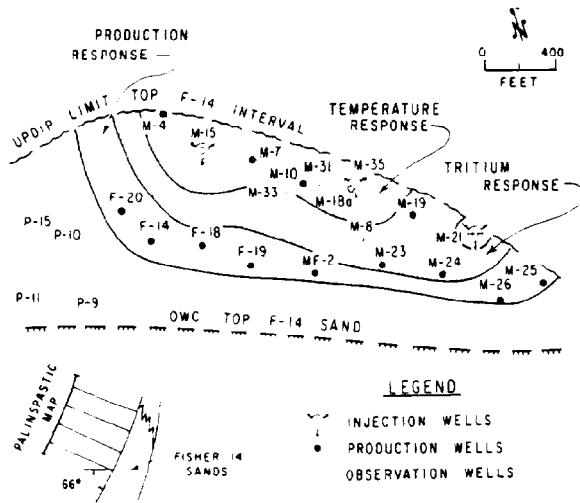 N
0 400
FEET
PRODUCTION
RESPONSE
UPDIP LIMIT TOP F-14 INTERVAL
TEMPERATURE
RESPONSE
TRITIUM
RESPONSE
M-4
M-15
M-7
M-10
M-31
M-35
M-33
M-18a
M-19
M-8
M-21
F-20
F-14
F-18
F-19
MF-2
M-23
M-24
M-25
M-26
P-15
P-10
P-11
P-9
OWC TOP F-14 SAND
PALINSPASTIC
MAP
66°
FISHER 14
SANDS
LEGEND
INJECTION WELLS
PRODUCTION WELLS
OBSERVATION WELLS